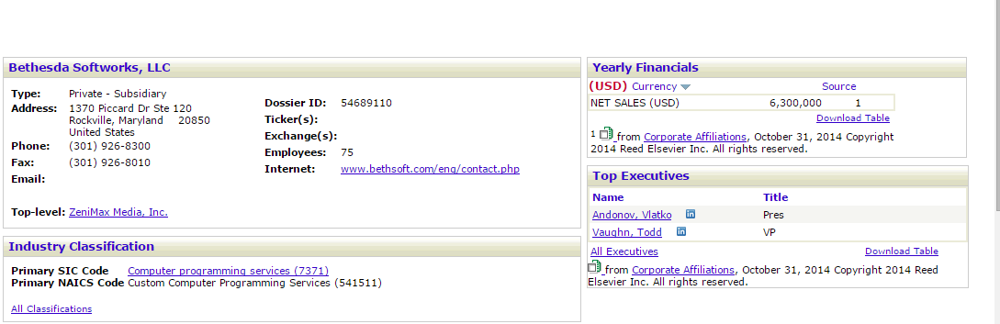 Bethesda Softworks, LLC
Type: Private - Subsidiary
Address: 1370 Piccard Dr Ste 120
Rockville, Maryland 20850
United States
Phone: (301) 926-8300
Fax: (301) 926-8010
Email:
Top-level: ZeniMax Media, Inc.
Dossier ID: 54689110
Ticker(s):
Exchange(s):
Employees: 75
Internet: www.bethsoft.com/eng/contact.php
Industry Classification
Primary SIC Code Computer programming services (7371)
Primary NAICS Code Custom Computer Programming Services (541511)
All Classifications
Yearly Financials
(USD) Currency Source
NET SALES (USD) 6,300,000 1
Download Table
1 from Corporate Affiliations, October 31, 2014 Copyright
2014 Reed Elsevier Inc. All rights reserved.
Top Executives
Name Title
Andonov, Vlatko in Pres
Vaughn, Todd in VP
All Executives Download Table
from Corporate Affiliations, October 31, 2014 Copyright 2014 Reed
Elsevier Inc. All rights reserved.